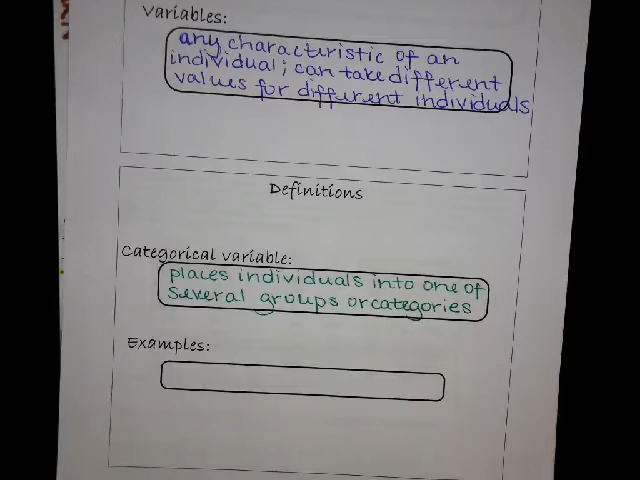 Variables:
any characteristic of an
individual; can take different
values for different individuals
Definitions
Categorical variable:
places individuals into one of
several groups or categories
Examples: